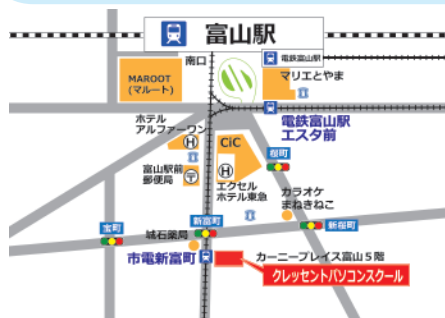 富山駅
南口
電鉄富山駅
MAROOT
(マルート)
マリエとやま
電鉄富山駅
エスタ前
ホテル
アルファーワン
CiC
桜町
富山駅前
郵便局
エクセル
ホテル東急
カラオケ
まねきねこ
新富町
新桜町
宝町
城石薬局
市電新富町
カーニープレイス富山5階
クレッセントパソコンスクール